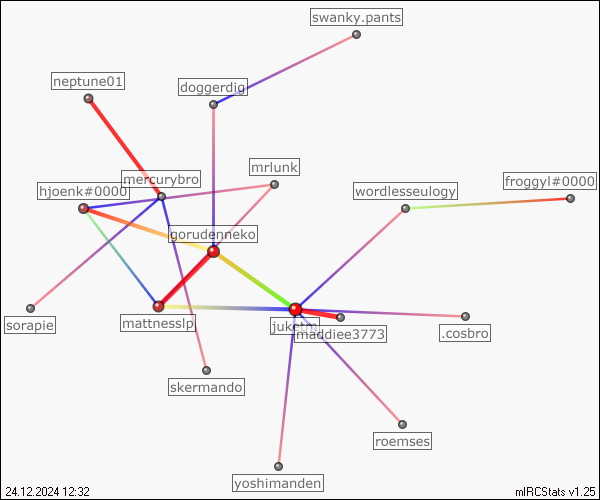 swanky.pants
neptune01
doggerdig
mrlunk
mercurybro
froggyl#0000
hjoenk#0000
wordlesseulogy
gorudenneko
sorapie
mattnesslp
juketm
maddiee3773
.cosbro
skermando
roemses
yoshimanden
24.12.2024 12:32
mIRCStats v1.25